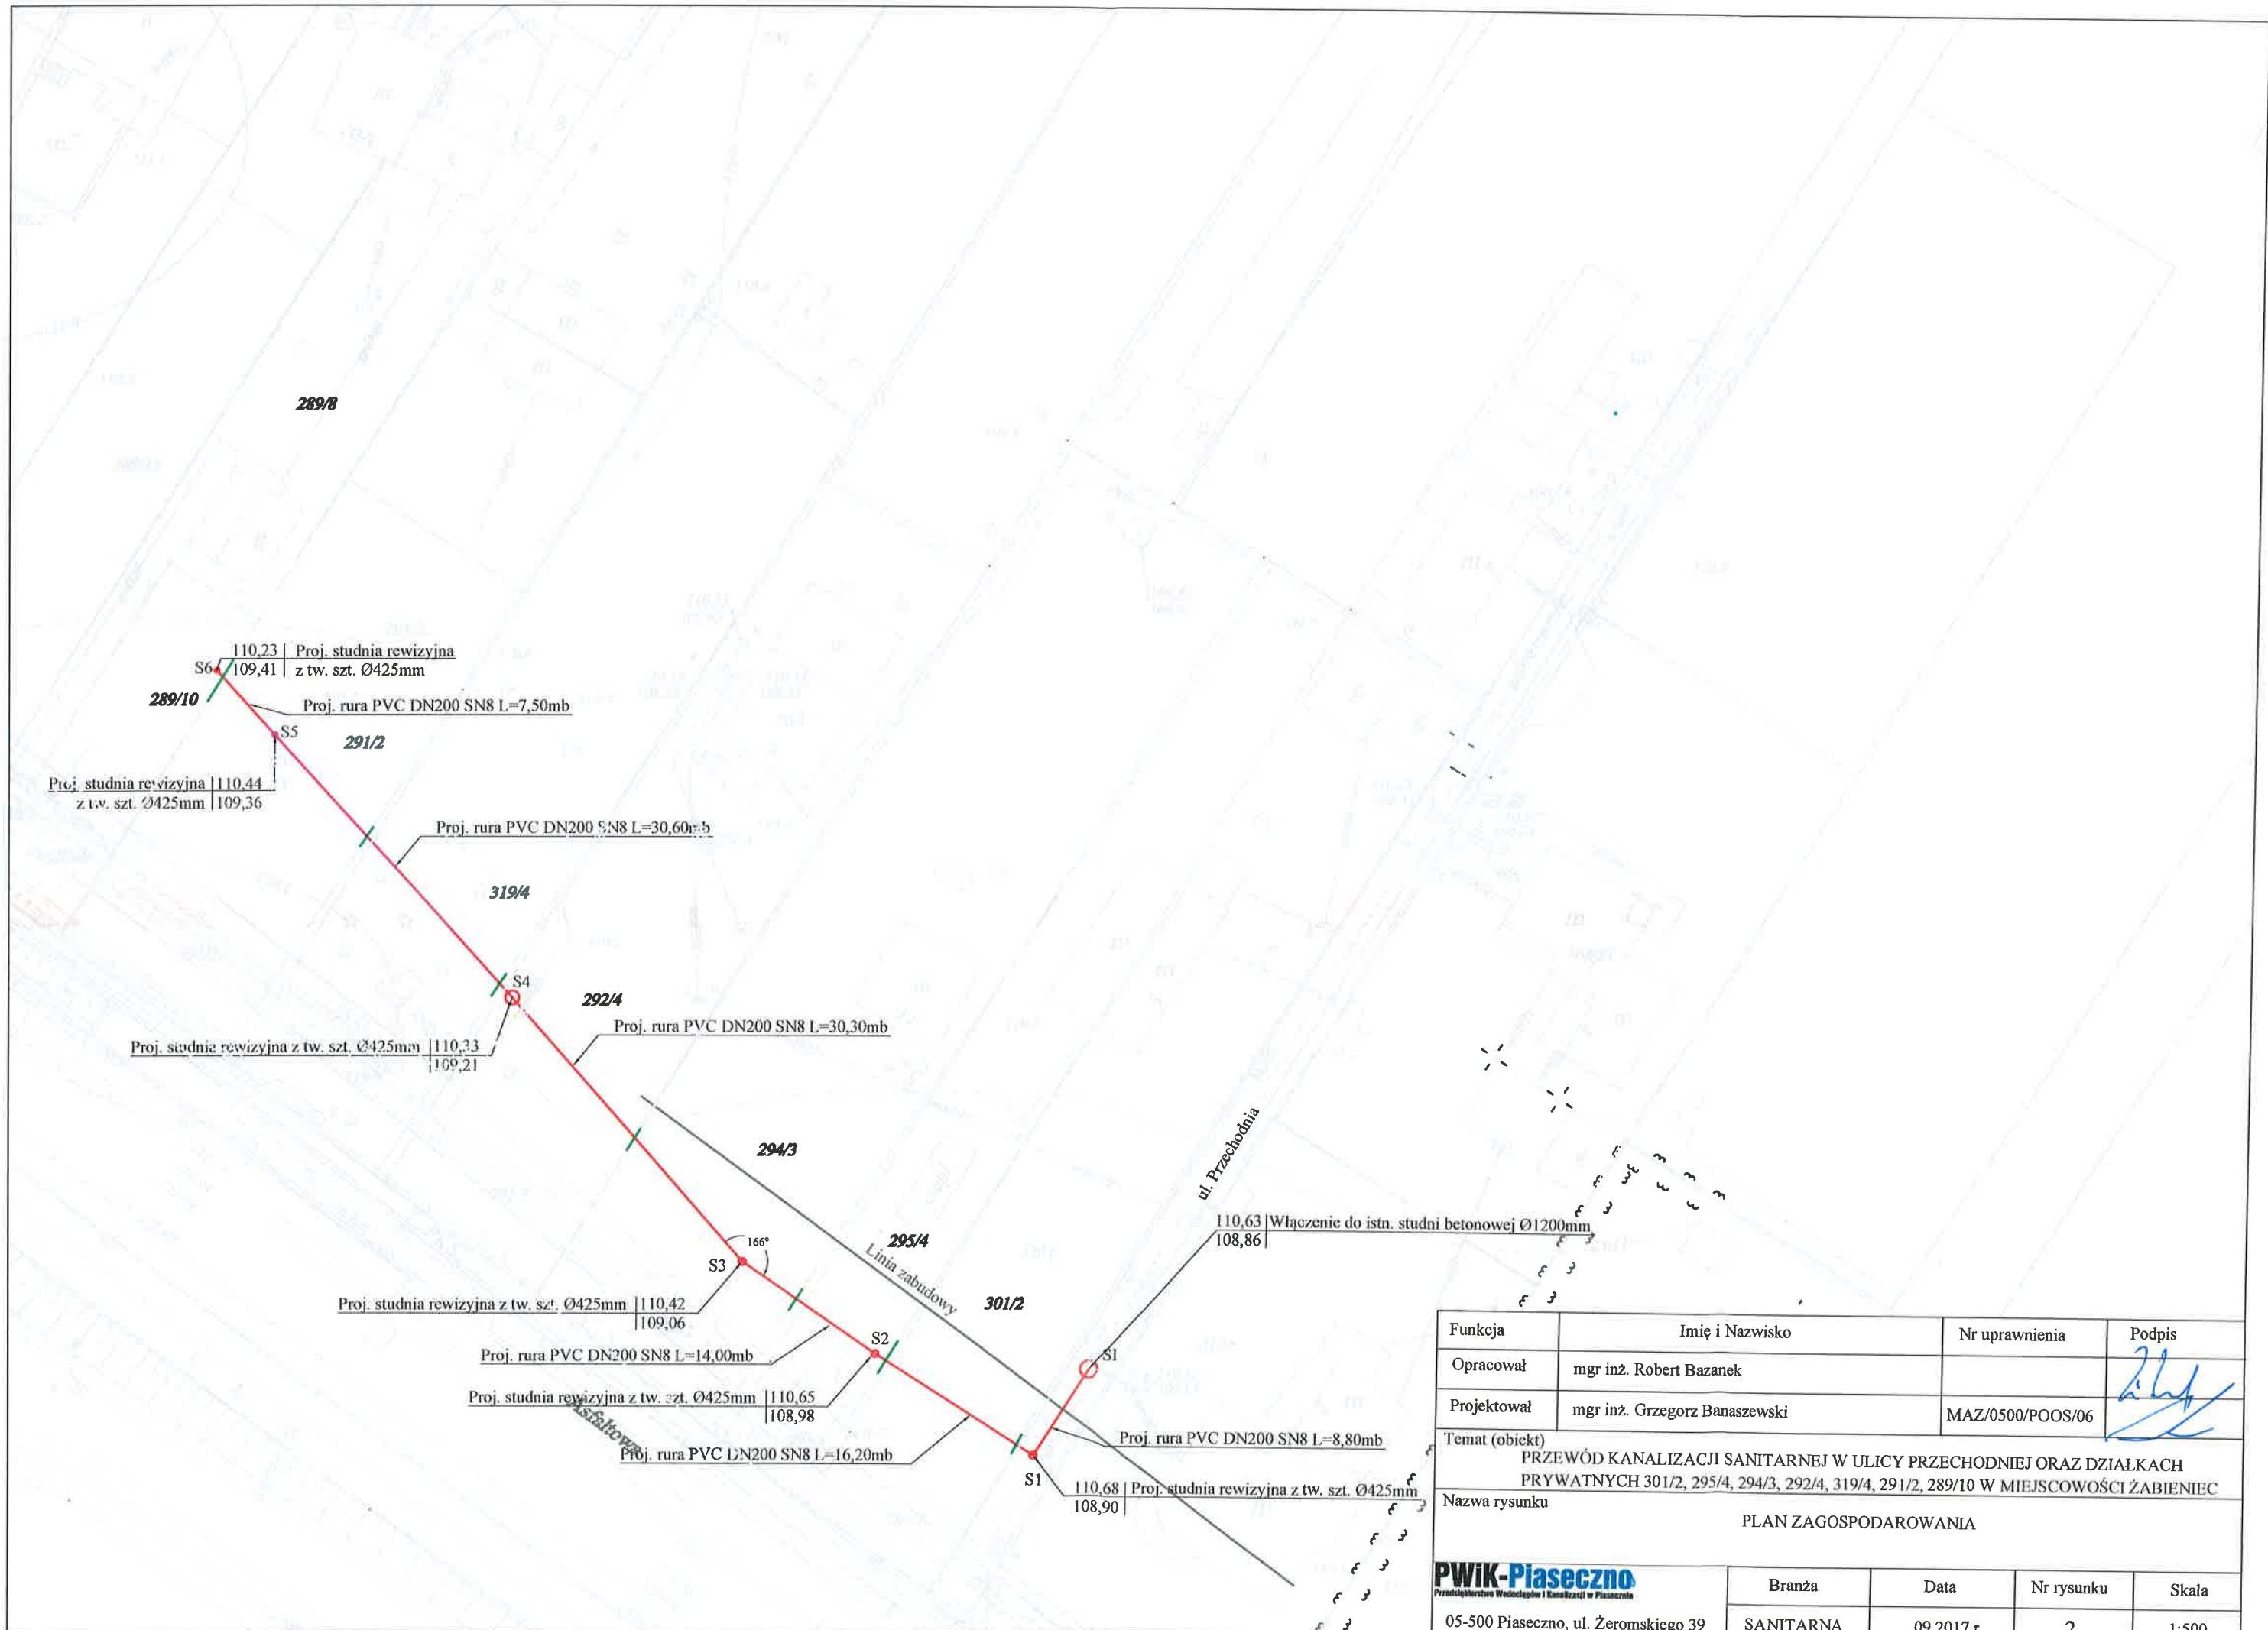 289/8
110,23 Proj. studnia rewizyjna
S6 109,41 z tw. szt. Ø425mm
289/10
Proj. rura PVC DN200 SN8 L=7,50mb
S5
291/2
Proj. studnia rewizyjna 110,44
z tw. szt. Ø425mm 109,36
Proj. rura PVC DN200 SN8 L=30,60mb
319/4
S4
292/4
Proj. rura PVC DN200 SN8 L=30,30mb
Proj. studnia rewizyjna z tw. szt. Ø425mm 110,33
109,21
ul. Przechodnia
294/3
110,63 Włączenie do istn. studni betonowej Ø1200mm
108,86
295/4
166°
S3
Linia zabudowy
301/2
Proj. studnia rewizyjna z tw. szt. Ø425mm 110,42
109,06
S2
SI
Proj. rura PVC DN200 SN8 L=14,00mb
Proj. studnia rewizyjna z tw. szt. Ø425mm 110,65
108,98
Asfaltowa
Proj. rura PVC DN200 SN8 L=16,20mb
Proj. rura PVC DN200 SN8 L=8,80mb
S1
110,68 Proj. studnia rewizyjna z tw. szt. Ø425mm
108,90
Funkcja Imię i Nazwisko Nr uprawnienia Podpis
Opracował mgr inż. Robert Bazanek
Projektował mgr inż. Grzegorz Banaszewski MAZ/0500/POOS/06
Temat (obiekt)
PRZEWÓD KANALIZACJI SANITARNEJ W ULICY PRZECHODNIEJ ORAZ DZIAŁKACH
PRYWATNYCH 301/2, 295/4, 294/3, 292/4, 319/4, 291/2, 289/10 W MIEJSCOWOŚCI ŻABIENIEC
Nazwa rysunku
PLAN ZAGOSPODAROWANIA
PWiK-Piaseczno
Przedsiębiorstwo Wodociągów i Kanalizacji w Piasecznie
05-500 Piaseczno, ul. Żeromskiego 39
Branża Data Nr rysunku Skala
SANITARNA 09.2017 r. 2 1:500